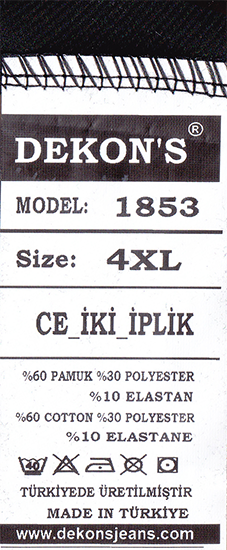 DEKON'S®
MODEL: 1853
Size: 4XL
CE_İKİ_İPLİK
%60 PAMUK %30 POLYESTER
%10 ELASTAN
%60 COTTON %30 POLYESTER
%10 ELASTANE
40
TÜRKİYEDE ÜRETİLMİŞTİR
MADE IN TÜRKİYE
www.dekonsjeans.com